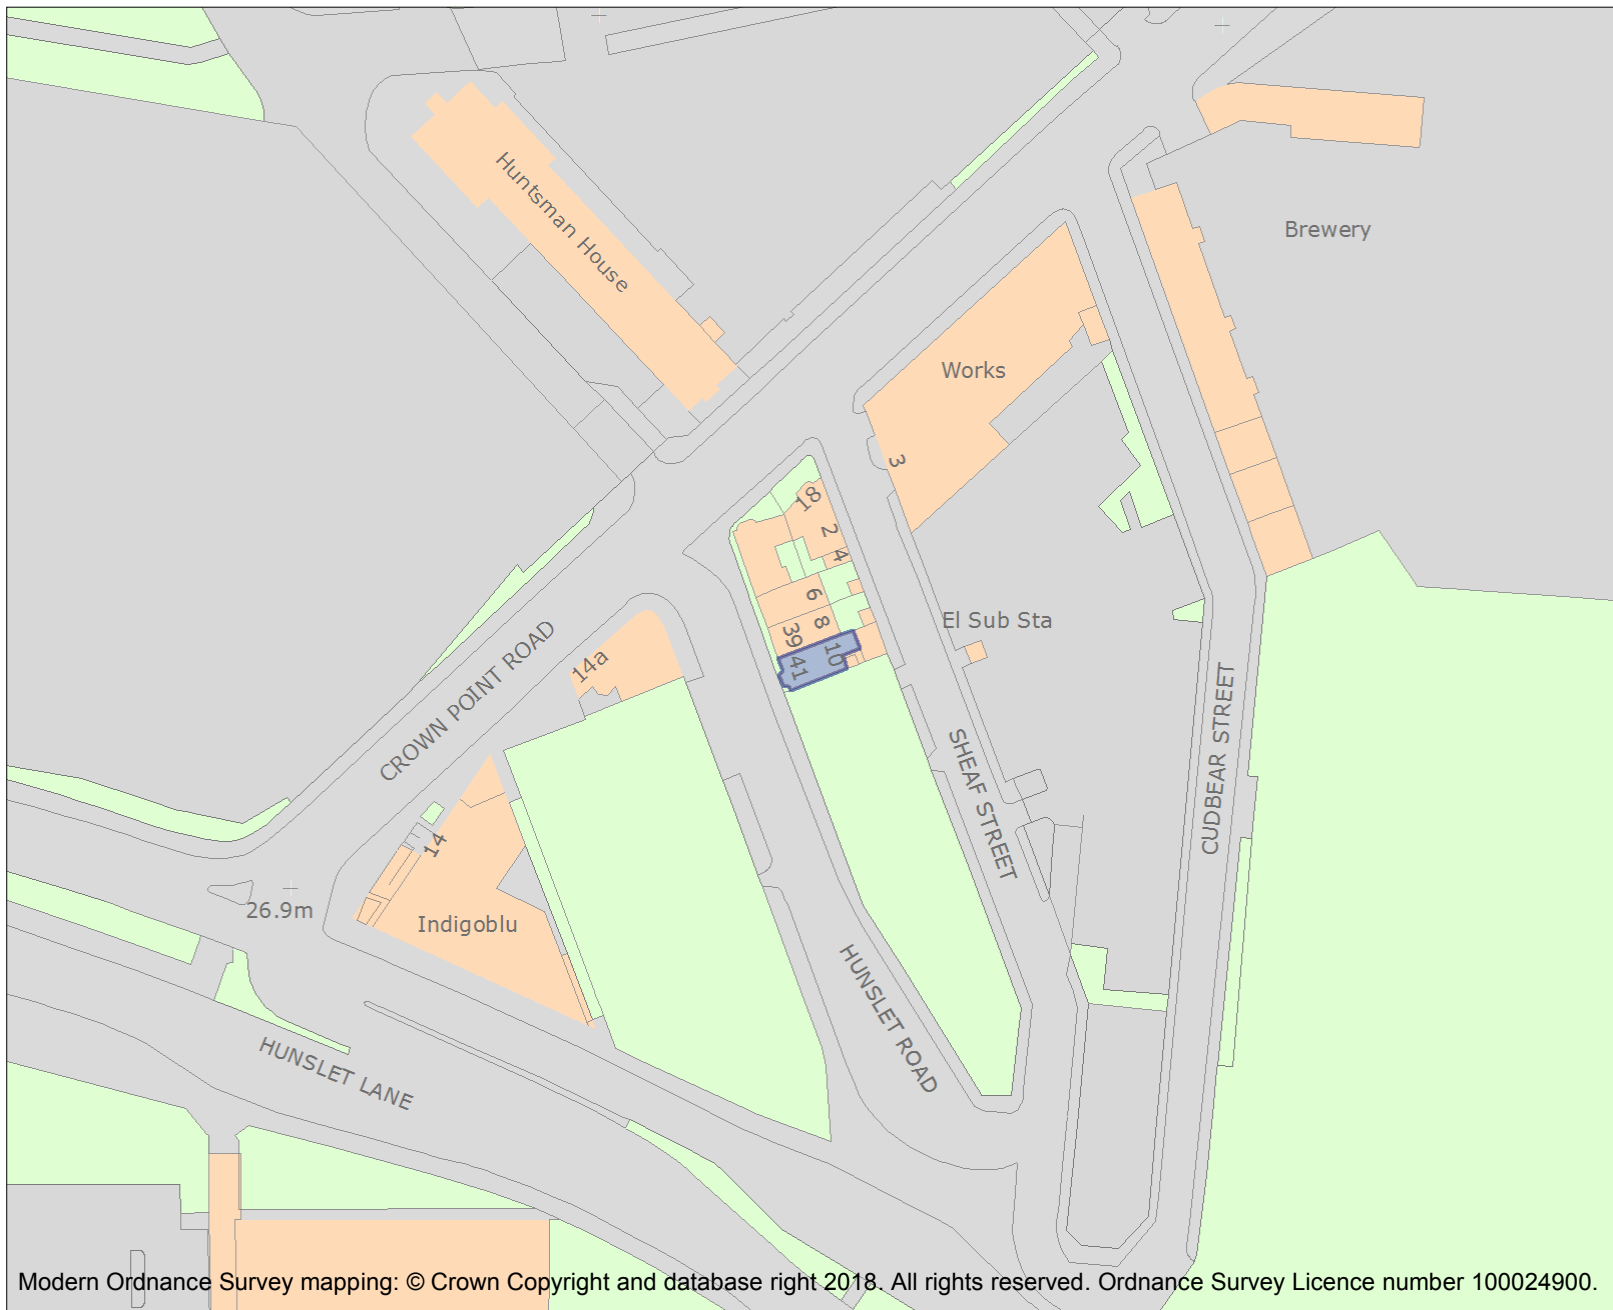 Huntsman House
Brewery
Works
3
18
2
4
6
8
39
10
41
El Sub Sta
14a
CROWN POINT ROAD
SHEAF STREET
CUDBEAR STREET
14
26.9m
Indigoblu
HUNSLET ROAD
HUNSLET LANE
Modern Ordnance Survey mapping: © Crown Copyright and database right 2018. All rights reserved. Ordnance Survey Licence number 100024900.